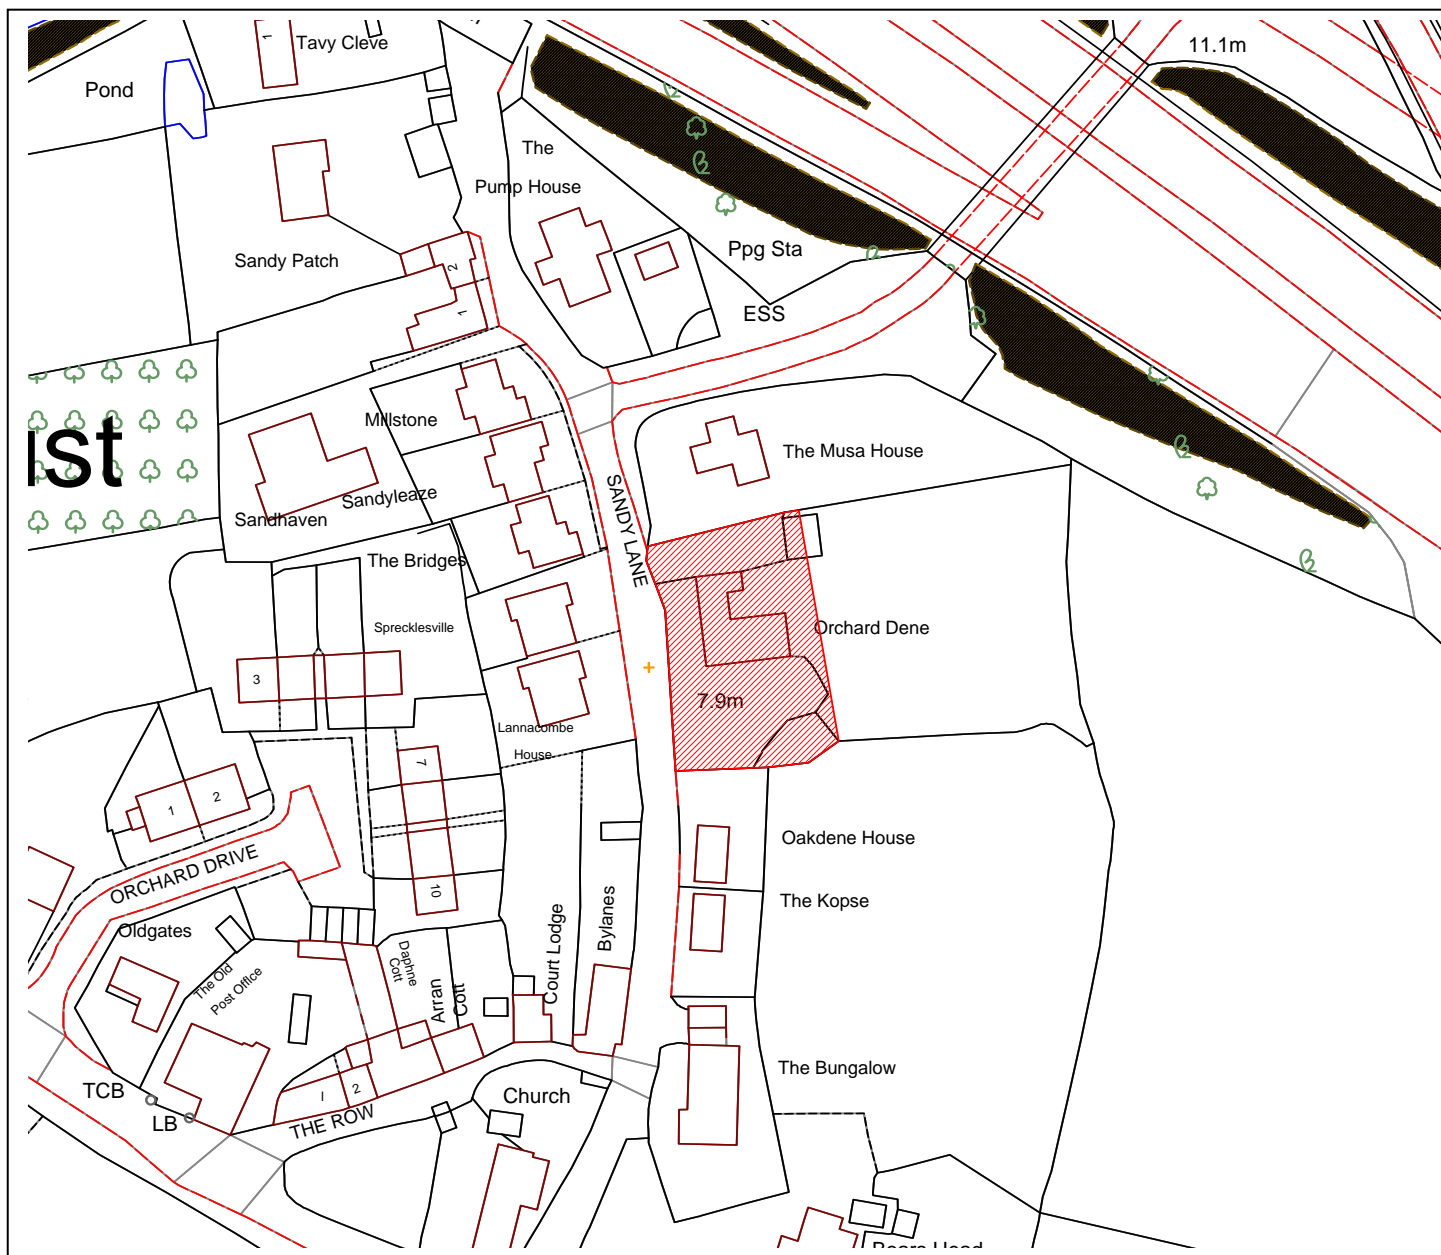 1
Tavy Cleve
11.1m
Pond
The
Pump House
Ppg Sta
Sandy Patch
2
1
ESS
Millstone
ust
The Musa House
Sandyleaze
SANDY LANE
Sandhaven
The Bridges
Sprecklesville
Orchard Dene
3
7.9m
Lannacombe
House
7
1
2
Oakdene House
ORCHARD DRIVE
10
The Kopse
Oldgates
Court Lodge
Bylanes
Daphne
Cott
The Old
Post Office
Arran
Cott
The Bungalow
TCB
LB
2
THE ROW
Church